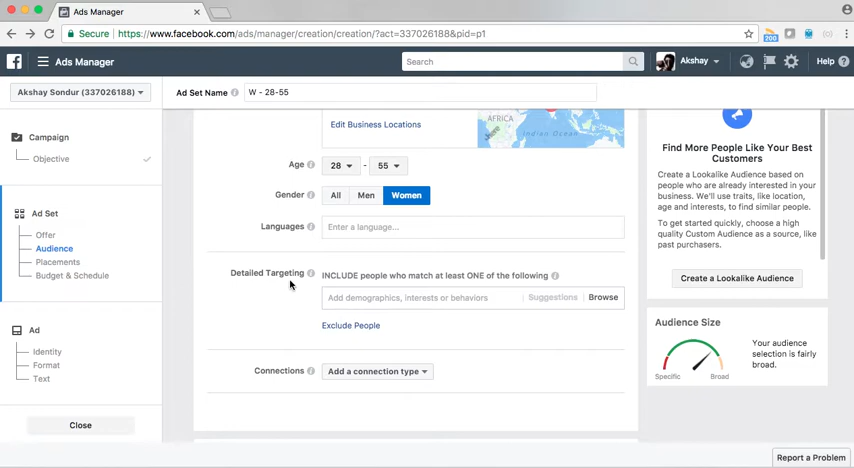 Ads Manager
Secure https://www.facebook.com/ads/manager/creation/creation/?act=337026188&pid=p1
200
Ads Manager
Search
Akshay
Help
Akshay Sondur (337026188)
Ad Set Name
W - 28-55
Campaign
Objective
Ad Set
Offer
Audience
Placements
Budget & Schedule
Ad
Identity
Format
Text
Close
Edit Business Locations
AFRICA
Indian Ocean
Age
28 - 55
Gender
All Men Women
Languages
Enter a language...
Detailed Targeting
INCLUDE people who match at least ONE of the following
Add demographics, interests or behaviors Suggestions Browse
Exclude People
Connections
Add a connection type
Find More People Like Your Best
Customers
Create a Lookalike Audience based on
people who are already interested in your
business. We'll use traits, like location,
age and interests, to find similar people.
To get started quickly, choose a high
quality Custom Audience as a source, like
past purchasers.
Create a Lookalike Audience
Audience Size
Specific Broad
Your audience
selection is fairly
broad.
Report a Problem